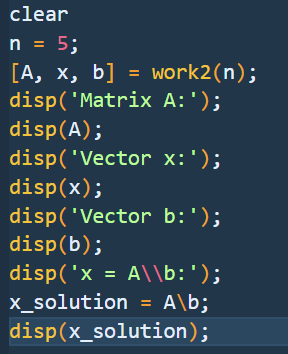 clear
n = 5;
[A, x, b] = work2(n);
disp('Matrix A:');
disp(A);
disp('Vector x:');
disp(x);
disp('Vector b:');
disp(b);
disp('x = A\\b:');
x_solution = A\b;
disp(x_solution);